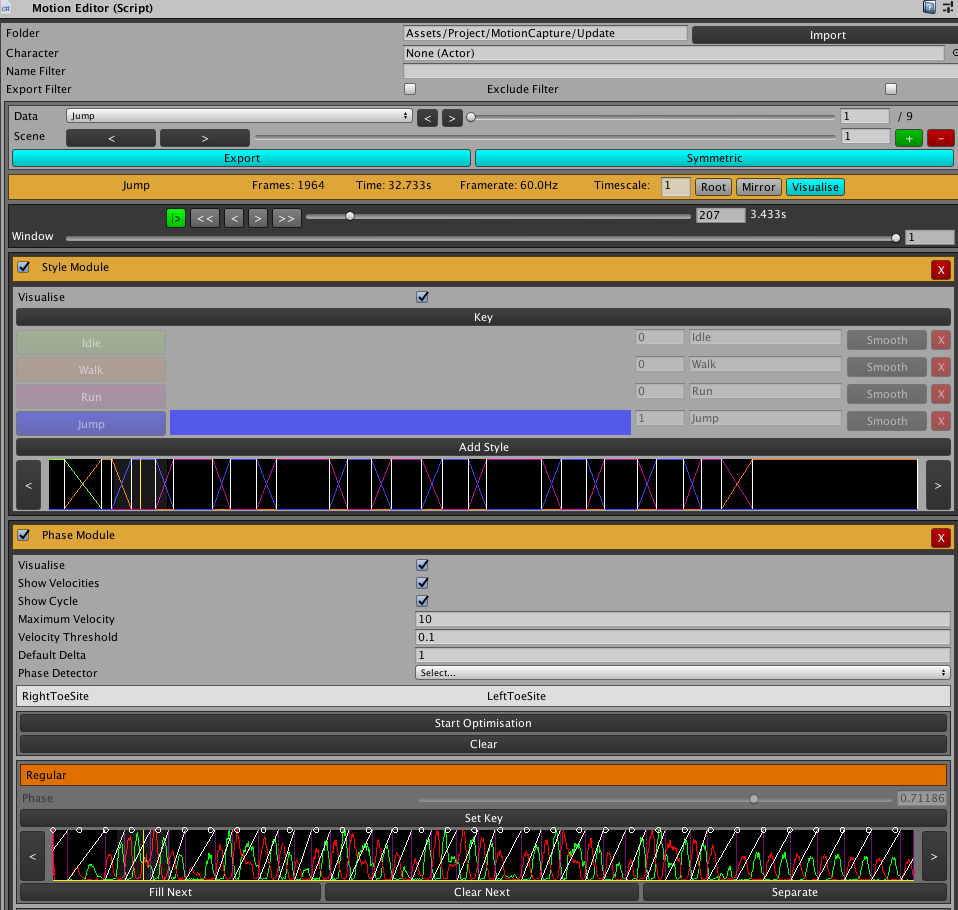 c# Motion Editor (Script)
Folder Assets/Project/MotionCapture/Update Import
Character None (Actor)
Name Filter
Export Filter Exclude Filter
Data Jump < > 1 / 9
Scene < > 1 + -
Export Symmetric
Jump Frames: 1964 Time: 32.733s Framerate: 60.0Hz Timescale: 1 Root Mirror Visualise
|> << < > >> 207 3.433s
Window 1
Style Module X
Visualise
Key
Idle 0 Idle Smooth X
Walk 0 Walk Smooth X
Run 0 Run Smooth X
Jump 1 Jump Smooth X
Add Style
< >
Phase Module X
Visualise
Show Velocities
Show Cycle
Maximum Velocity 10
Velocity Threshold 0.1
Default Delta 1
Phase Detector Select...
RightToeSite LeftToeSite
Start Optimisation
Clear
Regular
Phase 0.71186
Set Key
< >
Fill Next Clear Next Separate